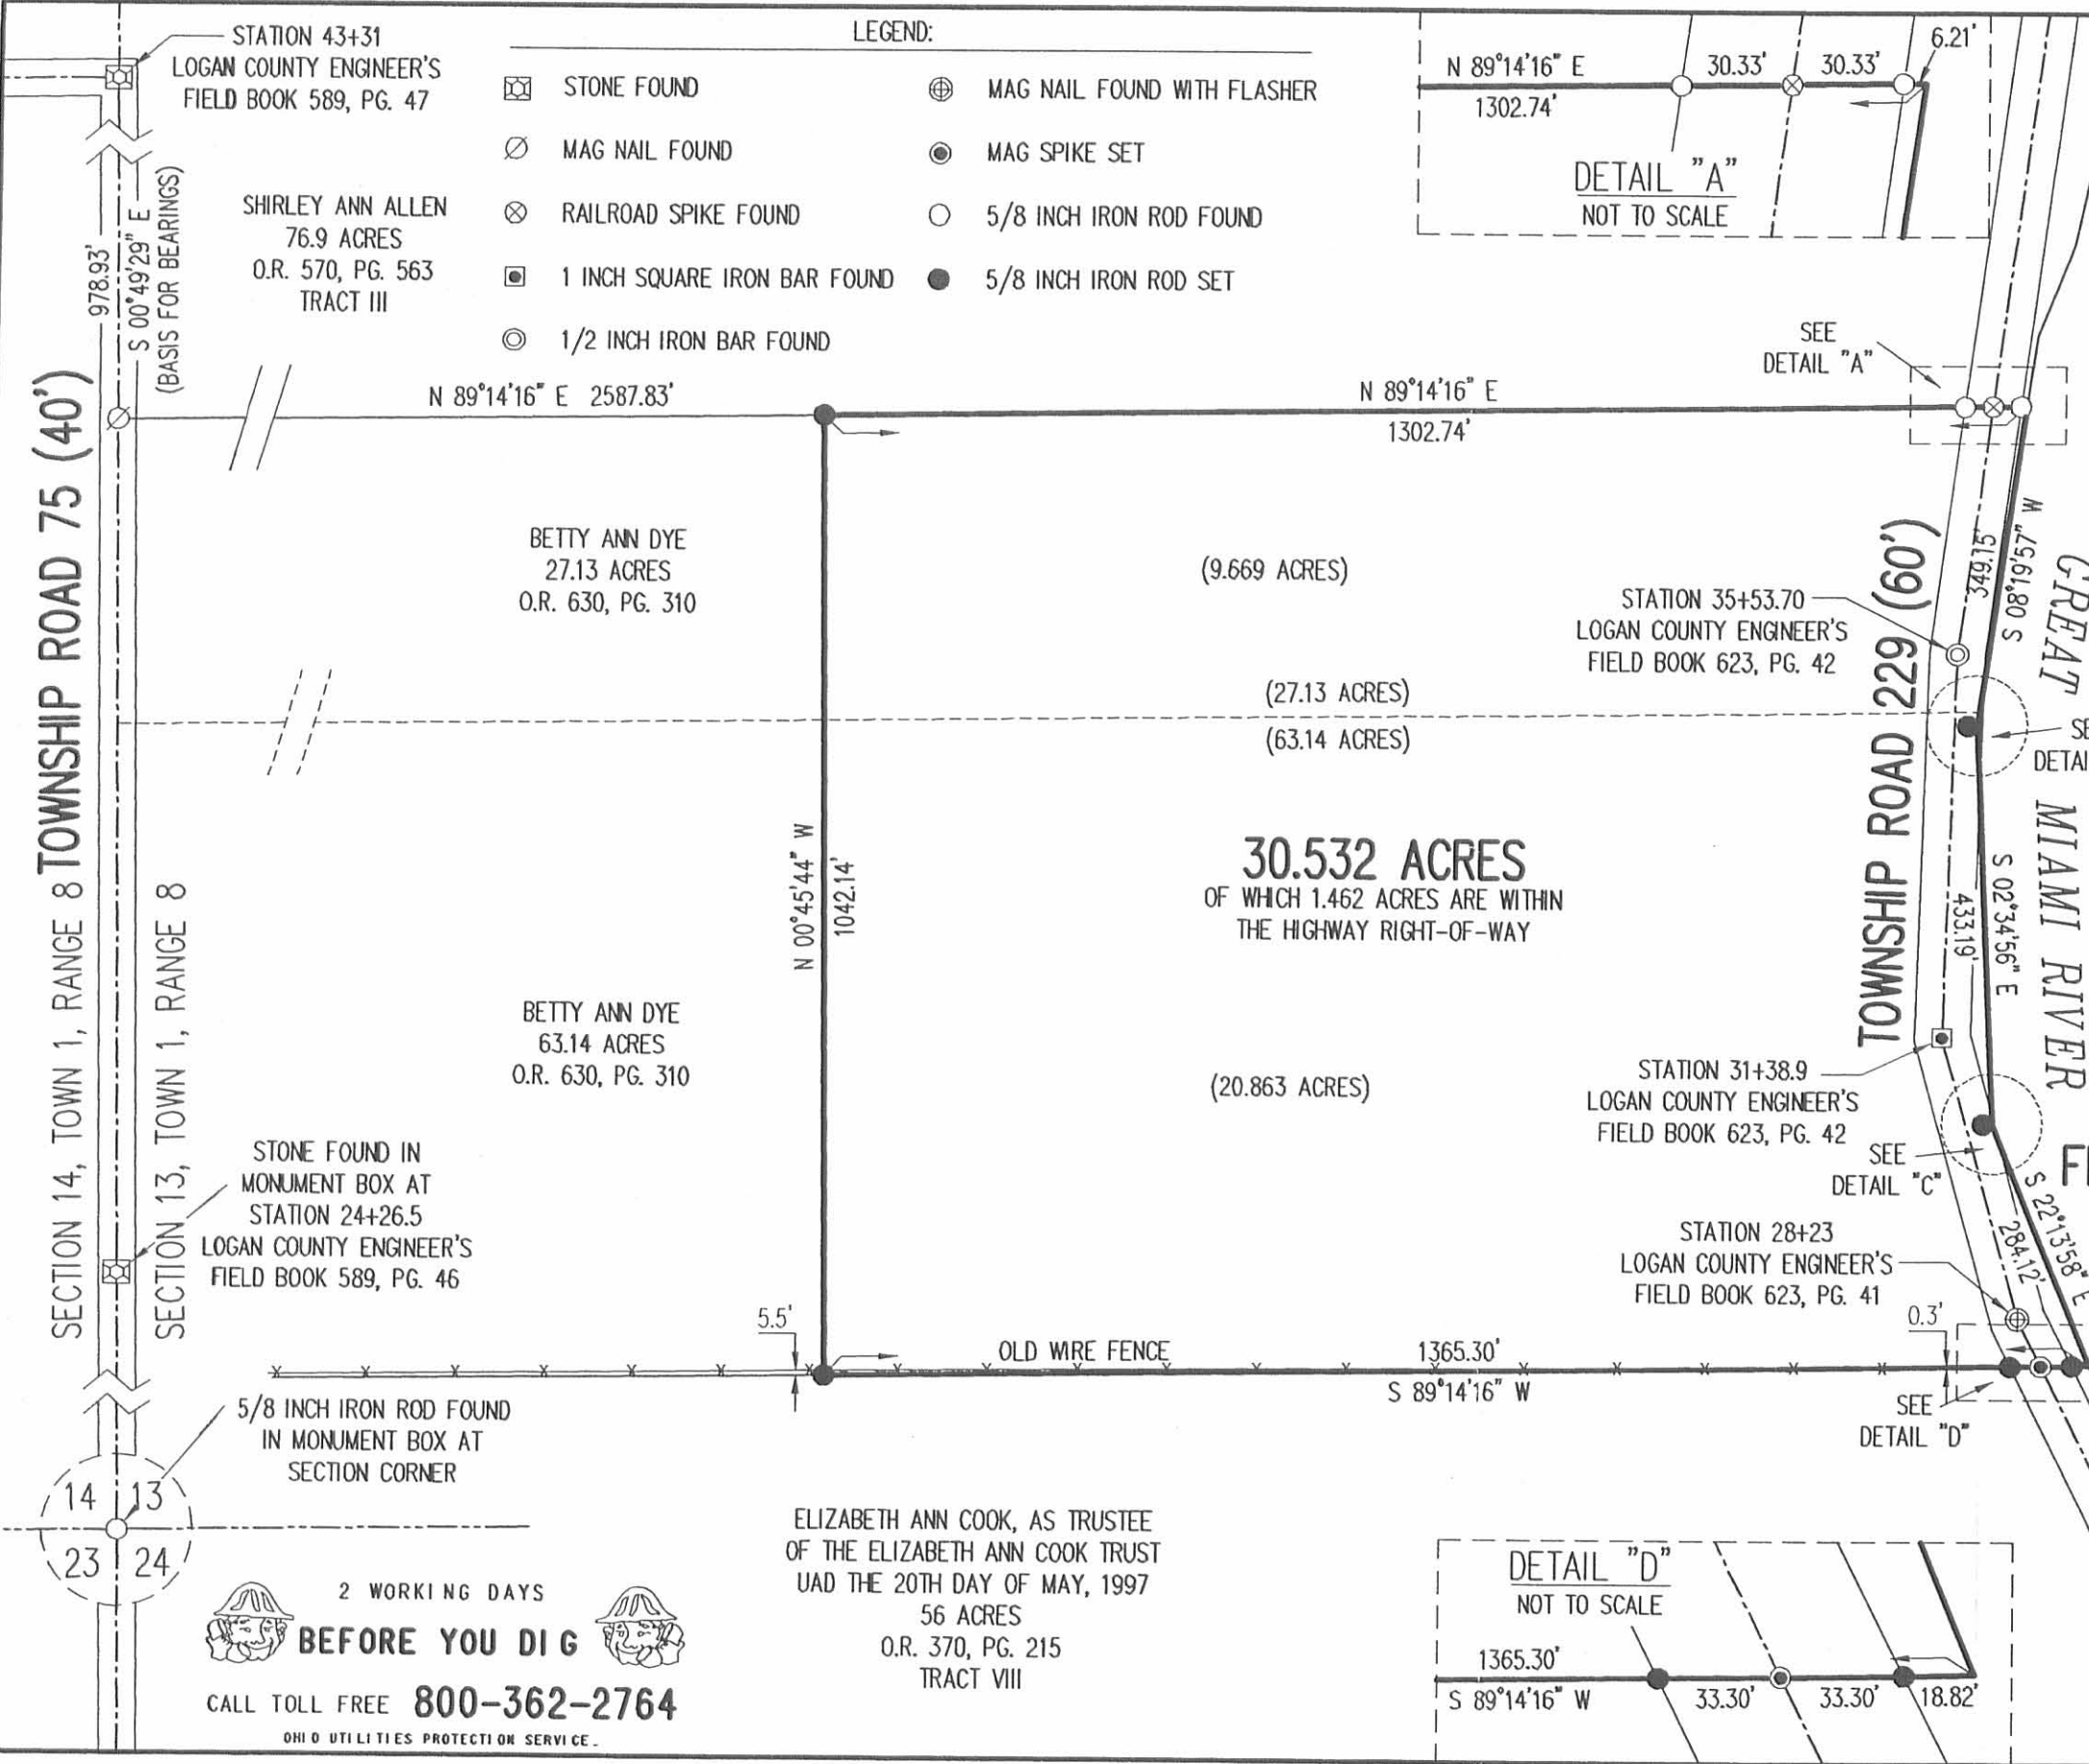 STATION 43+31
LOGAN COUNTY ENGINEER'S
FIELD BOOK 589, PG. 47
LEGEND:
STONE FOUND
MAG NAIL FOUND WITH FLASHER
MAG NAIL FOUND
MAG SPIKE SET
RAILROAD SPIKE FOUND
5/8 INCH IRON ROD FOUND
1 INCH SQUARE IRON BAR FOUND
5/8 INCH IRON ROD SET
1/2 INCH IRON BAR FOUND
N 89°14'16" E
1302.74'
30.33'
30.33'
6.21'
DETAIL "A"
NOT TO SCALE
978.93'
S 00°49'29" E
(BASIS FOR BEARINGS)
SHIRLEY ANN ALLEN
76.9 ACRES
O.R. 570, PG. 563
TRACT III
SEE
DETAIL "A"
N 89°14'16" E 2587.83'
N 89°14'16" E
1302.74'
TOWNSHIP ROAD 75 (40')
BETTY ANN DYE
27.13 ACRES
O.R. 630, PG. 310
(9.669 ACRES)
STATION 35+53.70
LOGAN COUNTY ENGINEER'S
FIELD BOOK 623, PG. 42
349.15'
S 08°19'57" W
TOWNSHIP ROAD 229 (60')
GREAT MIAMI RIVER
(27.13 ACRES)
(63.14 ACRES)
SE
DETAI
N 00°45'44" W
1042.14'
30.532 ACRES
OF WHICH 1.462 ACRES ARE WITHIN
THE HIGHWAY RIGHT-OF-WAY
433.19'
S 02°34'56" E
SECTION 14, TOWN 1, RANGE 8
SECTION 13, TOWN 1, RANGE 8
BETTY ANN DYE
63.14 ACRES
O.R. 630, PG. 310
(20.863 ACRES)
STATION 31+38.9
LOGAN COUNTY ENGINEER'S
FIELD BOOK 623, PG. 42
SEE
DETAIL "C"
STONE FOUND IN
MONUMENT BOX AT
STATION 24+26.5
LOGAN COUNTY ENGINEER'S
FIELD BOOK 589, PG. 46
STATION 28+23
LOGAN COUNTY ENGINEER'S
FIELD BOOK 623, PG. 41
284.12'
S 22°13'58" E
5.5'
0.3'
OLD WIRE FENCE
1365.30'
S 89°14'16" W
SEE
DETAIL "D"
5/8 INCH IRON ROD FOUND
IN MONUMENT BOX AT
SECTION CORNER
14 13
23 24
ELIZABETH ANN COOK, AS TRUSTEE
OF THE ELIZABETH ANN COOK TRUST
UAD THE 20TH DAY OF MAY, 1997
56 ACRES
O.R. 370, PG. 215
TRACT VIII
2 WORKING DAYS
BEFORE YOU DIG
CALL TOLL FREE 800-362-2764
OHIO UTILITIES PROTECTION SERVICE.
DETAIL "D"
NOT TO SCALE
1365.30'
S 89°14'16" W
33.30'
33.30'
18.82'